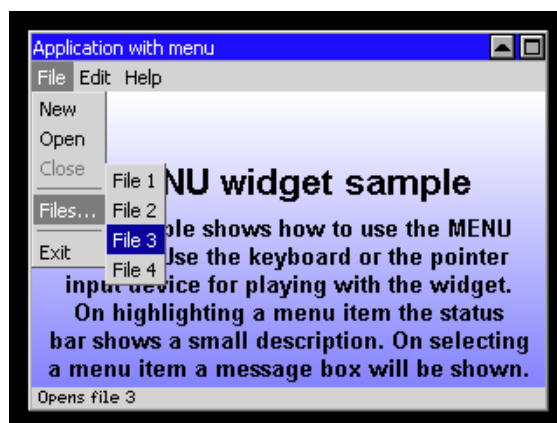 Application with menu
File Edit Help
New
Open
Close
Files...
Exit
File 1
File 2
File 3
File 4
NU widget sample
ple shows how to use the MENU
Use the keyboard or the pointer
input device for playing with the widget.
On highlighting a menu item the status
bar shows a small description. On selecting
a menu item a message box will be shown.
Opens file 3